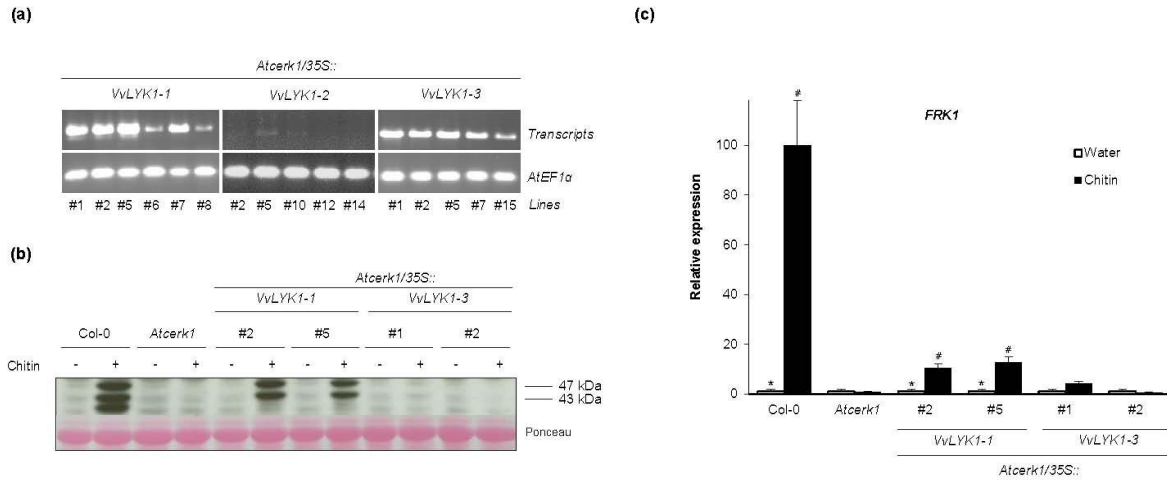 (a)
Atcerk1/35S::
VvLYK1-1 VvLYK1-2 VvLYK1-3
Transcripts
AtEF1α
#1 #2 #5 #6 #7 #8 #2 #5 #10 #12 #14 #1 #2 #5 #7 #15 Lines
(b)
Atcerk1/35S::
VvLYK1-1 VvLYK1-3
Col-0 Atcerk1 #2 #5 #1 #2
Chitin - + - + - + - + - + - +
47 kDa
43 kDa
Ponceau
(c)
FRK1
Water
Chitin
Relative expression
100
80
60
40
20
0
# * * # * #
Col-0 Atcerk1 #2 #5 #1 #2
VvLYK1-1 VvLYK1-3
Atcerk1/35S::